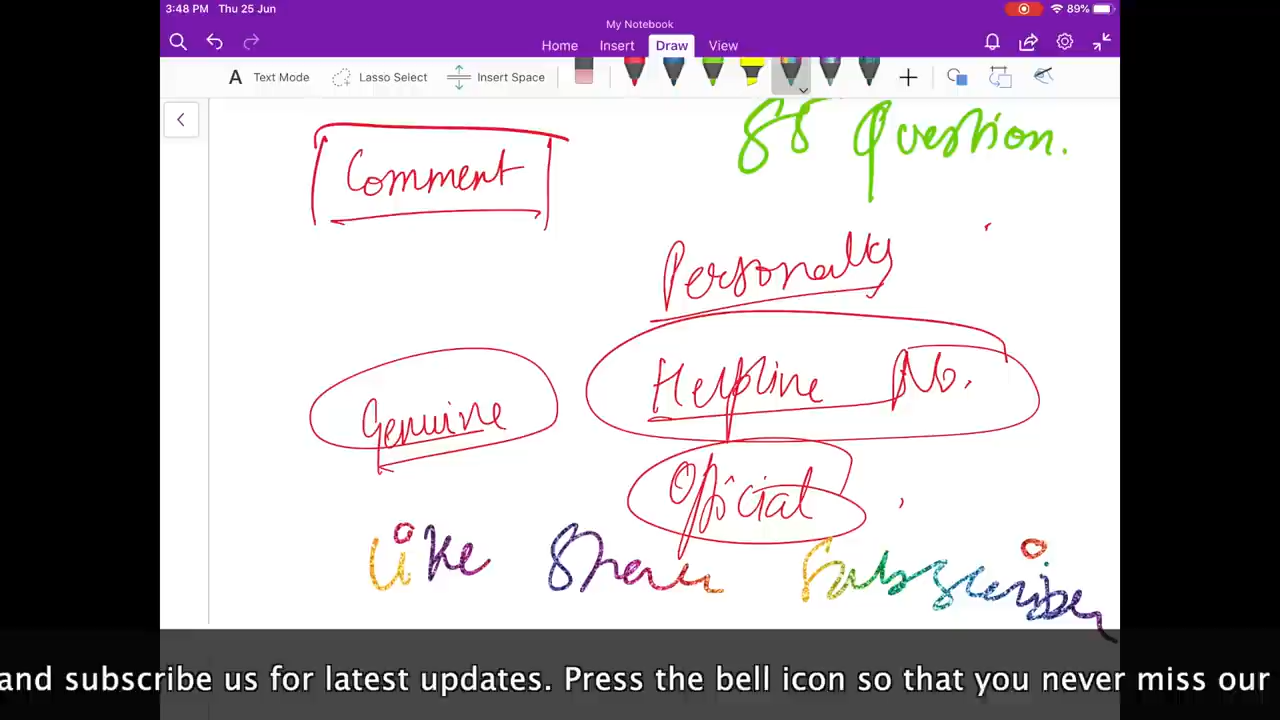 3:48 PM Thu 25 Jun
89%
My Notebook
Home Insert Draw View
A Text Mode Lasso Select Insert Space
Question.
Comment
Personally
Helpline No.
Genuine
Official
Like Share Subscribe
and subscribe us for latest updates. Press the bell icon so that you never miss our